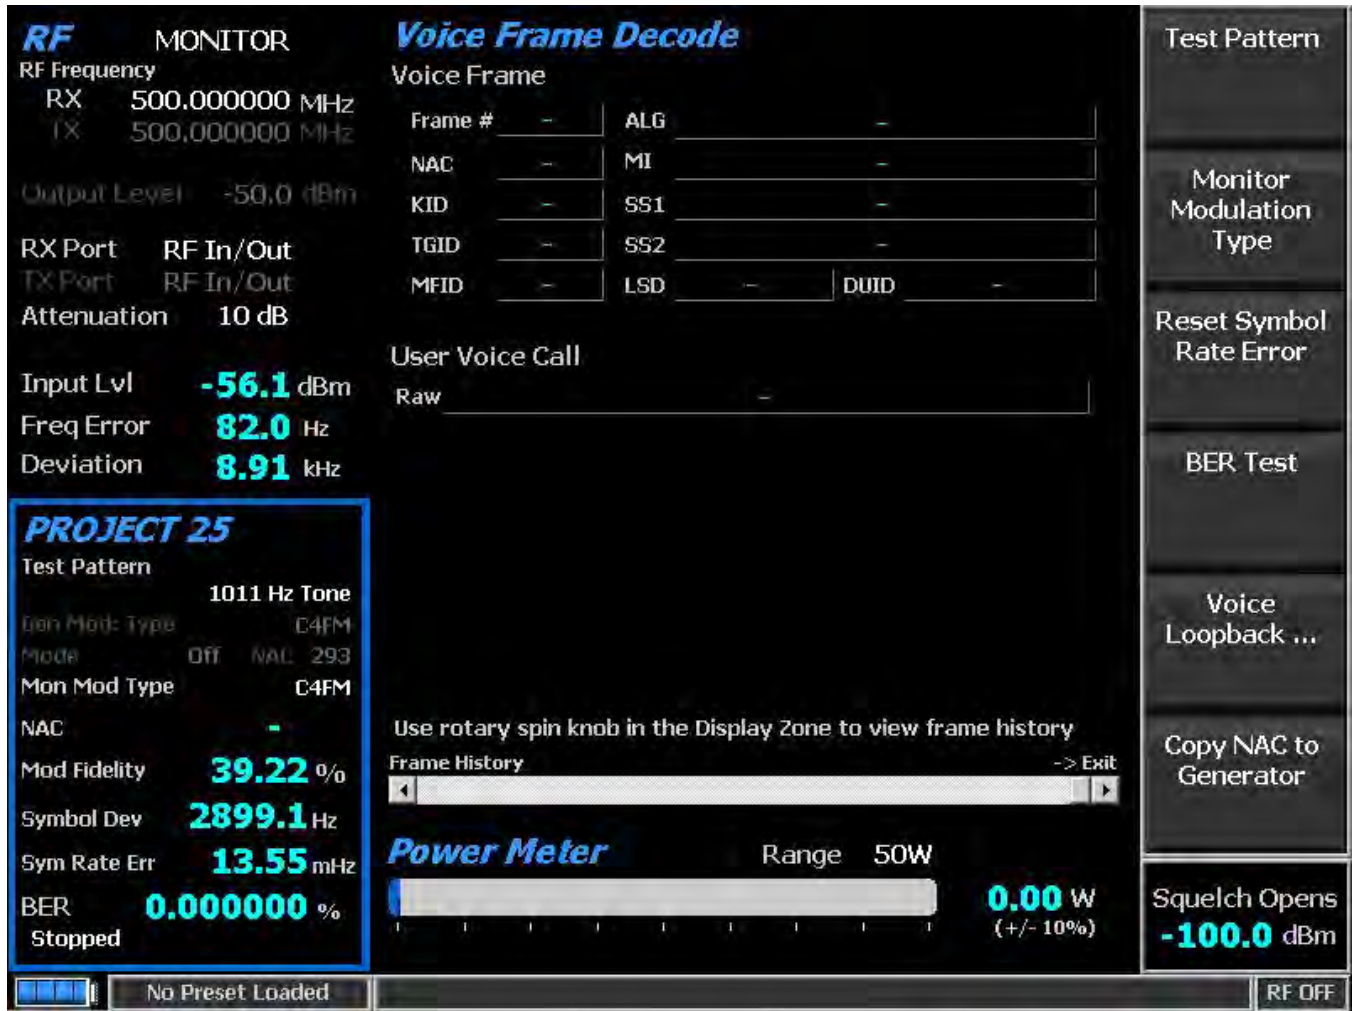 RF MONITOR
RF Frequency
RX 500.000000 MHz
TX 500.000000 MHz
Output Level -50.0 dBm
RX Port RF In/Out
TX Port RF In/Out
Attenuation 10 dB
Input Lvl -56.1 dBm
Freq Error 82.0 Hz
Deviation 8.91 kHz
PROJECT 25
Test Pattern
1011 Hz Tone
Gen Mod: Type C4FM
Mode Off NAC 293
Mon Mod Type C4FM
NAC -
Mod Fidelity 39.22 %
Symbol Dev 2899.1 Hz
Sym Rate Err 13.55 mHz
BER 0.000000 %
Stopped
Voice Frame Decode
Voice Frame
Frame # - ALG -
NAC - MI -
KID - SS1 -
TGID - SS2 -
MFID - LSD - DUID -
User Voice Call
Raw -
Use rotary spin knob in the Display Zone to view frame history
Frame History -> Exit
Power Meter Range 50W
0.00 W
(+/- 10%)
Test Pattern
Monitor
Modulation
Type
Reset Symbol
Rate Error
BER Test
Voice
Loopback ...
Copy NAC to
Generator
Squelch Opens
-100.0 dBm
No Preset Loaded
RF OFF